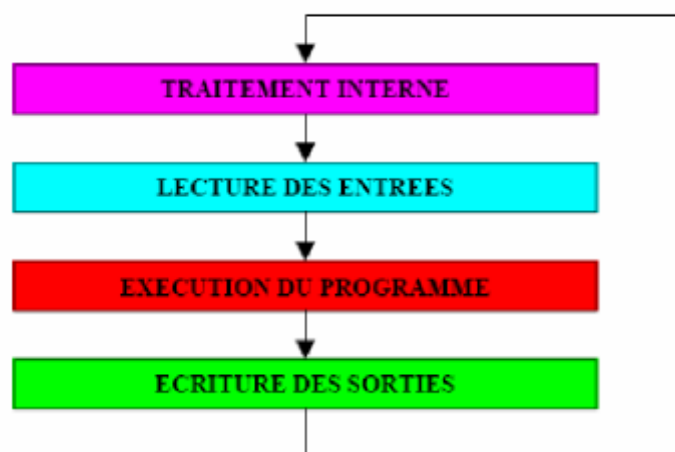 TRAITEMENT INTERNE
LECTURE DES ENTREES
EXECUTION DU PROGRAMME
ECRITURE DES SORTIES